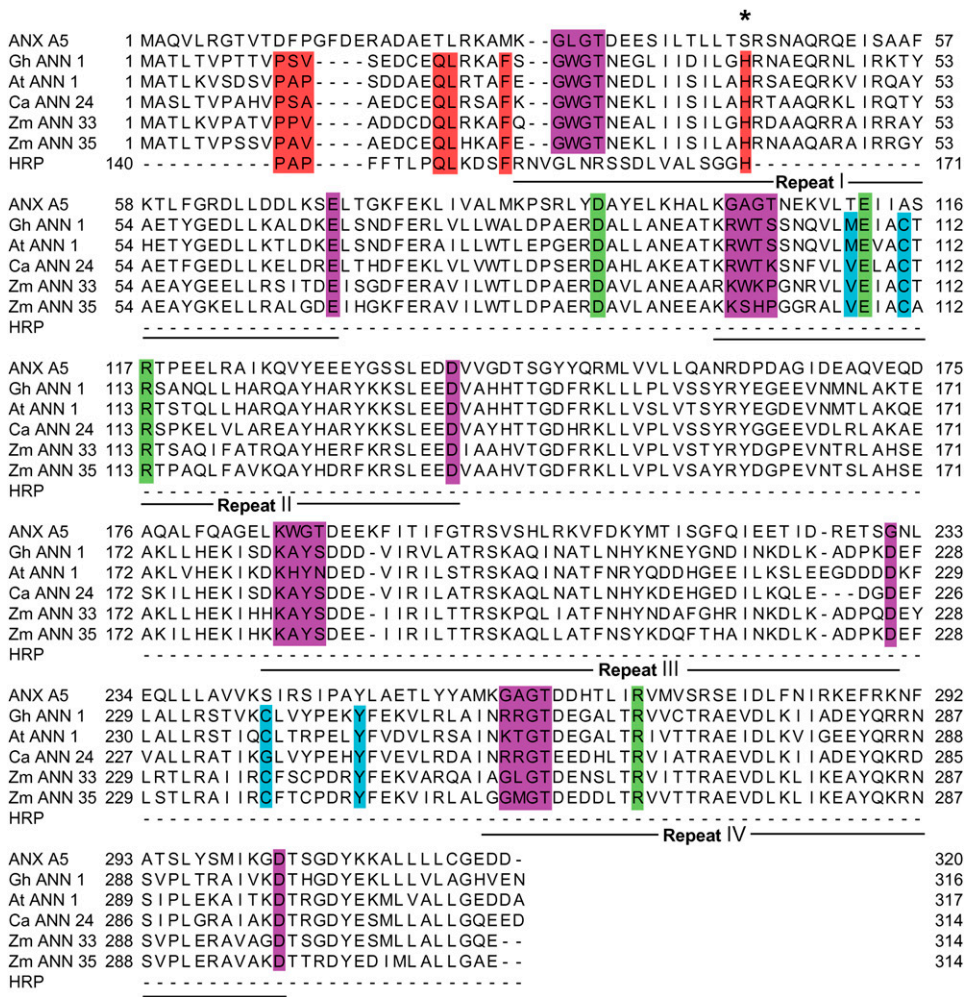 *
ANX A5 1 MAQVLRGTVTDFPGFDERADAETLRKAMK--GLGTDEESILTLLTSRSNAQRQEISAAF 57
Gh ANN 1 1 MATLTVPTTVPSV----SEDCEQLRKAFS--GWGTNEGLIIDILGHRNAEQRNLIRKTY 53
At ANN 1 1 MATLKVSDSVPAP----SDDAEQLRTAFE--GWGTNEDLIISILAHRSAEQRKVIRQAY 53
Ca ANN 24 1 MASLTVPAHVPSA----AEDCEQLRSAFK--GWGTNEKLIISILAHRTAAQRKLIRQTY 53
Zm ANN 33 1 MATLKVPATVPPV----ADDCDQLRKAFQ--GWGTNEALIISILGHRDAAQRRAIRRAY 53
Zm ANN 35 1 MATLTVPSSVPAV----AEDCEQLHKAFE--GWGTNEKLIISILAHRDAAQRRAIRRGY 53
HRP 140 ----------PAP----FFTLPQLKDSFRNVGLNRSSDLVALSGGH------------- 171
Repeat I
ANX A5 58 KTLFGRDLLDDLKSELTGKFEKLIVALMKPSRLYDAYELKHALKGAGTNEKVLTEIIAS 116
Gh ANN 1 54 AETFGEDLLKALDKELSNDFERLVLLWALDPAERDALLANEATKRWTSSNQVLMEIACT 112
At ANN 1 54 HETYGEDLLKTLDKELSNDFERAILLWTLEPGERDALLANEATKRWTSSNQVLMEVACT 112
Ca ANN 24 54 AETFGEDLLKELDRELTHDFEKLVLVWTLDPSERDAHLAKEATKRWTKSNFVLVELACT 112
Zm ANN 33 54 AEAYGEELLRSITDEISGDFERAVILWTLDPAERDAVLANEVARKWKPGNRVLVEIACT 112
Zm ANN 35 54 AEAYGKELLRALGDEIHGKFERAVILWTLDPAERDAVLANEAAKKSHPGGRALVEIACA 112
HRP -----------------------------------------------------------
ANX A5 117 RTPEELRAIKQVYEEEYGSSLEDDVVGDTSGYYQRMLVVLLQANRDPDAGIDEAQVEQD 175
Gh ANN 1 113 RSANQLLHARQAYHARYKKSLEEDVAHHTTGDFRKLLLPLVSSYRYEGEEVNMNLAKTE 171
At ANN 1 113 RTSTQLLHARQAYHARYKKSLEEDVAHHTTGDFRKLLVSLVTSYRYEGDEVNMTLAKQE 171
Ca ANN 24 113 RSPKELVLAREAYHARYKKSLEEDVAYHTTGDHRKLLVPLVSSYRYGGEEVDLRLAKAE 171
Zm ANN 33 113 RTSAQIFATRQAYHERFKRSLEEDVAAHVTGDFRKLLVPLVSAYRYDGPEVNTRLAHSE 171
Zm ANN 35 113 RTPAQLFAVKQAYHDRFKRSLEEDVAAHVTGDFRKLLVPLVSAYRYDGPEVNTSLAHSE 171
HRP -----------------------------------------------------------
Repeat II
ANX A5 176 AQALFQAGELKWGTDEEKFITIFGTRSVSHLRKVFDKYMTISGFQIEETID-RETSGNL 233
Gh ANN 1 172 AKLLHEKISDKAYSDDD-VIRVLATRSKAQINATLNHYKNEYGNDINKDLK-ADPKDEF 228
At ANN 1 172 AKLVHEKIKDKHYNDED-VIRILSTRSKAQINATFNRYQDDHGEEILKSLEEGDDDDKF 229
Ca ANN 24 172 SKILHEKISDKAYSDDE-VIRILATRSKAQLNATLNHYKDEHGEDILKQLE---DGDEF 226
Zm ANN 33 172 AKLLHEKIHHKAYSDDE-IIRILTTRSKPQLIATFNHYNDAFGHRINKDLK-ADPQDEY 228
Zm ANN 35 172 AKILHEKIHKKAYSDEE-IIRILTTRSKAQLLATFNSYKDQFTHAINKDLK-ADPKDEF 228
HRP -----------------------------------------------------------
Repeat III
ANX A5 234 EQLLLAVVKSIRSIPAYLAETLYYAMKGAGTDDHTLIRVMVSRSEIDLFNIRKEFRKNF 292
Gh ANN 1 229 LALLRSTVKCLVYPEKYFEKVLRLAINRRGTDEGALTRVVCTRAEVDLKIIADEYQRRN 287
At ANN 1 230 LALLRSTIQCLTRPELYFVDVLRSAINKTGTDEGALTRIVTTRAEIDLKVIGEEYQRRN 288
Ca ANN 24 227 VALLRATIKGLVYPEHYFVEVLRDAINRRGTEEDHLTRVIATRAEVDLKIIADEYQKRD 285
Zm ANN 33 229 LRTLRAIIRCFSCPDRYFEKVARQAIAGLGTDENSLTRVITTRAEVDLKLIKEAYQKRN 287
Zm ANN 35 229 LSTLRAIIRCFTCPDRYFEKVIRLALGGMGTDEDDLTRVVTTRAEVDLKLIKEAYQKRN 287
HRP -----------------------------------------------------------
Repeat IV
ANX A5 293 ATSLYSMIKGDTSGDYKKALLLLCGEDD- 320
Gh ANN 1 288 SVPLTRAIVKDTHGDYEKLLLVLAGHVEN 316
At ANN 1 289 SIPLEKAITKDTRGDYEKMLVALLGEDDA 317
Ca ANN 24 286 SIPLGRAIAKDTRGDYESMLLALLGQEED 314
Zm ANN 33 288 SVPLERAVAGDTSGDYESMLLALLGQE-- 314
Zm ANN 35 288 SVPLERAVAKDTTRDYEDIMLALLGAE-- 314
HRP -----------------------------